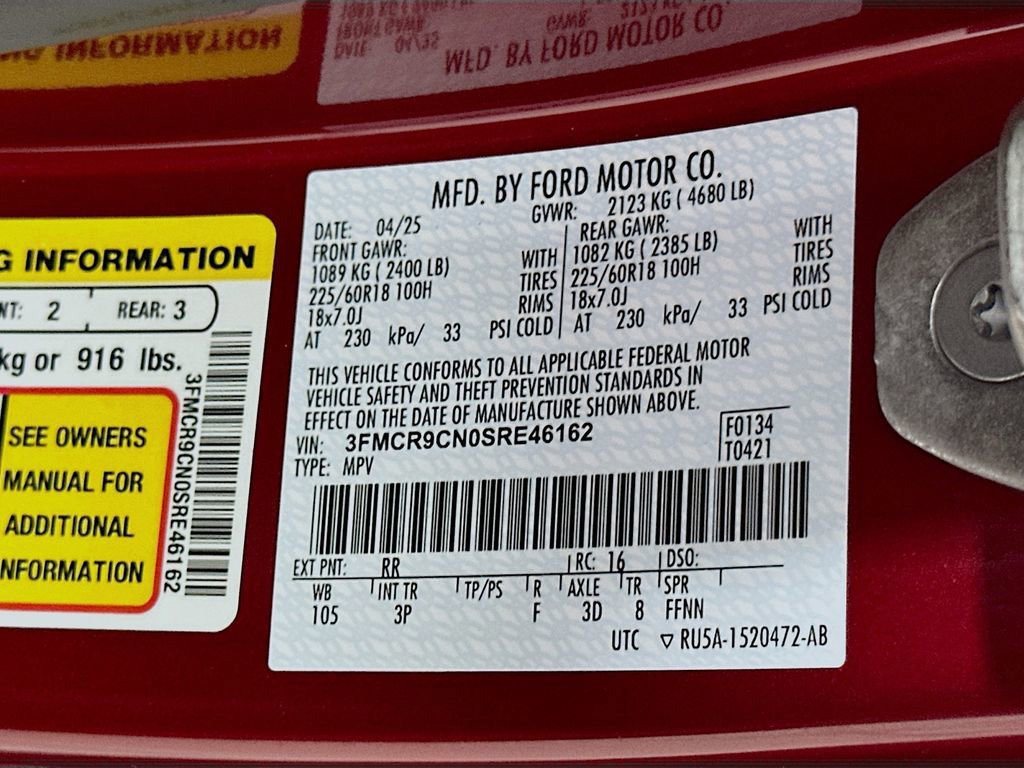 G INFORMATION
NT: 2 REAR: 3
kg or 916 lbs.
SEE OWNERS
MANUAL FOR
ADDITIONAL
NFORMATION
3FMCR9CN0SRE46162
MFD. BY FORD MOTOR CO.
DATE: 04/25 GVWR: 2123 KG ( 4680 LB)
FRONT GAWR: WITH REAR GAWR: WITH
1089 KG ( 2400 LB) TIRES 1082 KG ( 2385 LB) TIRES
225/60R18 100H RIMS 225/60R18 100H RIMS
18x7.0J 18x7.0J
AT 230 kPa/ 33 PSI COLD AT 230 kPa/ 33 PSI COLD
THIS VEHICLE CONFORMS TO ALL APPLICABLE FEDERAL MOTOR
VEHICLE SAFETY AND THEFT PREVENTION STANDARDS IN
EFFECT ON THE DATE OF MANUFACTURE SHOWN ABOVE.
VIN: 3FMCR9CN0SRE46162 F0134
TYPE: MPV T0421
EXT PNT: RR RC: 16 DSO:
WB INT TR TP/PS R AXLE TR SPR
105 3P F 3D 8 FFNN
UTC ▽ RU5A-1520472-AB